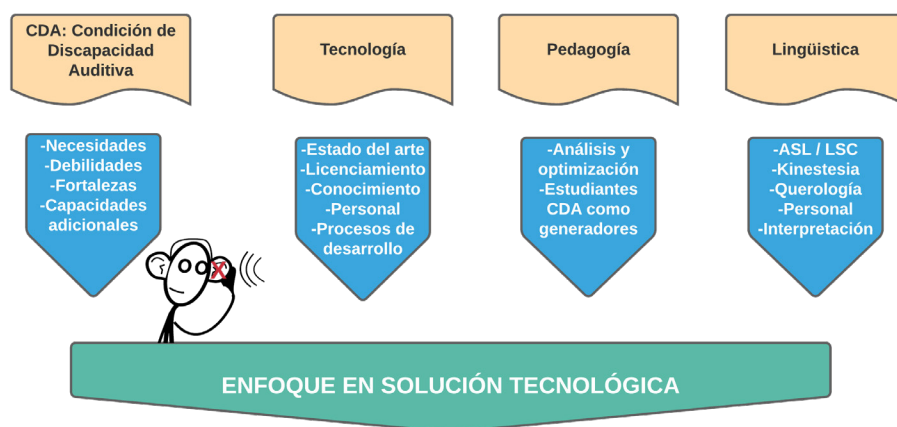 CDA: Condición de
Discapacidad
Auditiva
Tecnología
Pedagogía
Lingüistica
-Necesidades
-Debilidades
-Fortalezas
-Capacidades
adicionales
-Estado del arte
-Licenciamiento
-Conocimiento
-Personal
-Procesos de
desarrollo
-Análisis y
optimización
-Estudiantes
CDA como
generadores
-ASL / LSC
-Kinestesia
-Querología
-Personal
-Interpretación
ENFOQUE EN SOLUCIÓN TECNOLÓGICA